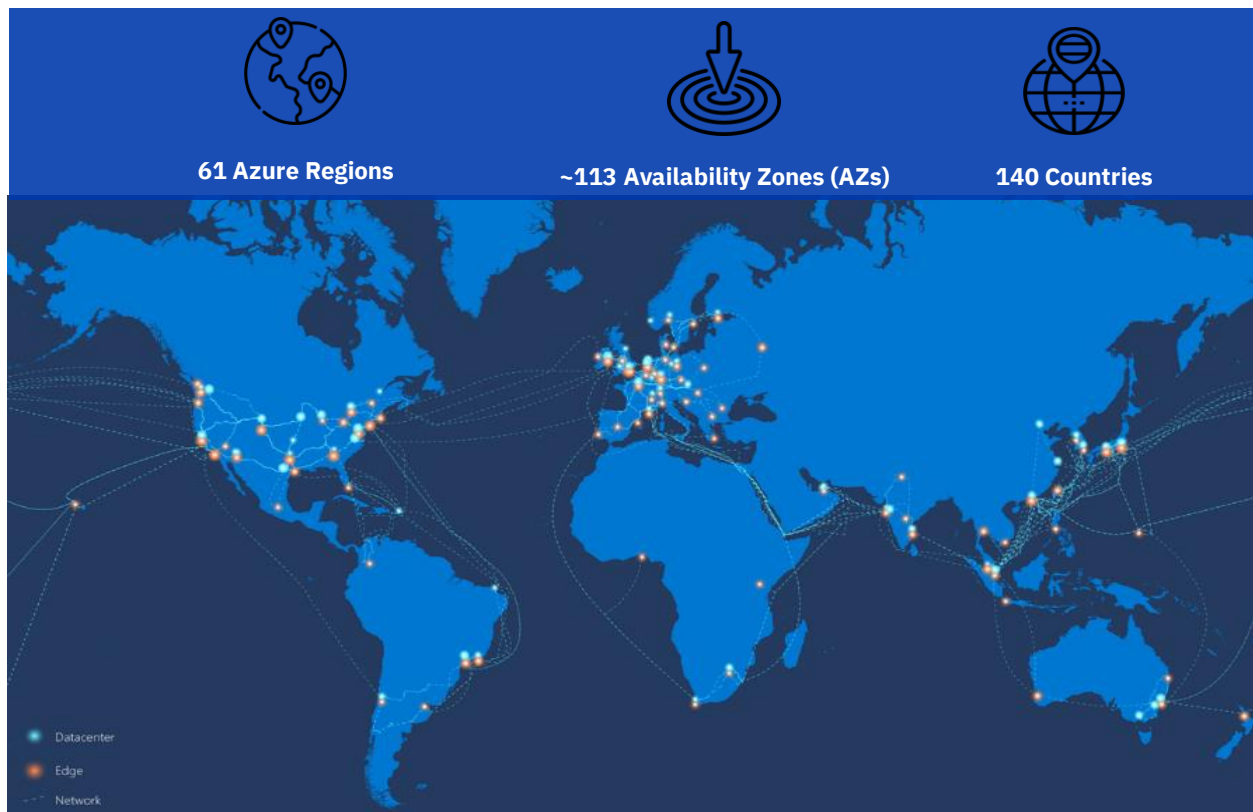 61 Azure Regions
~113 Availability Zones (AZs)
140 Countries
Datacenter
Edge
Network